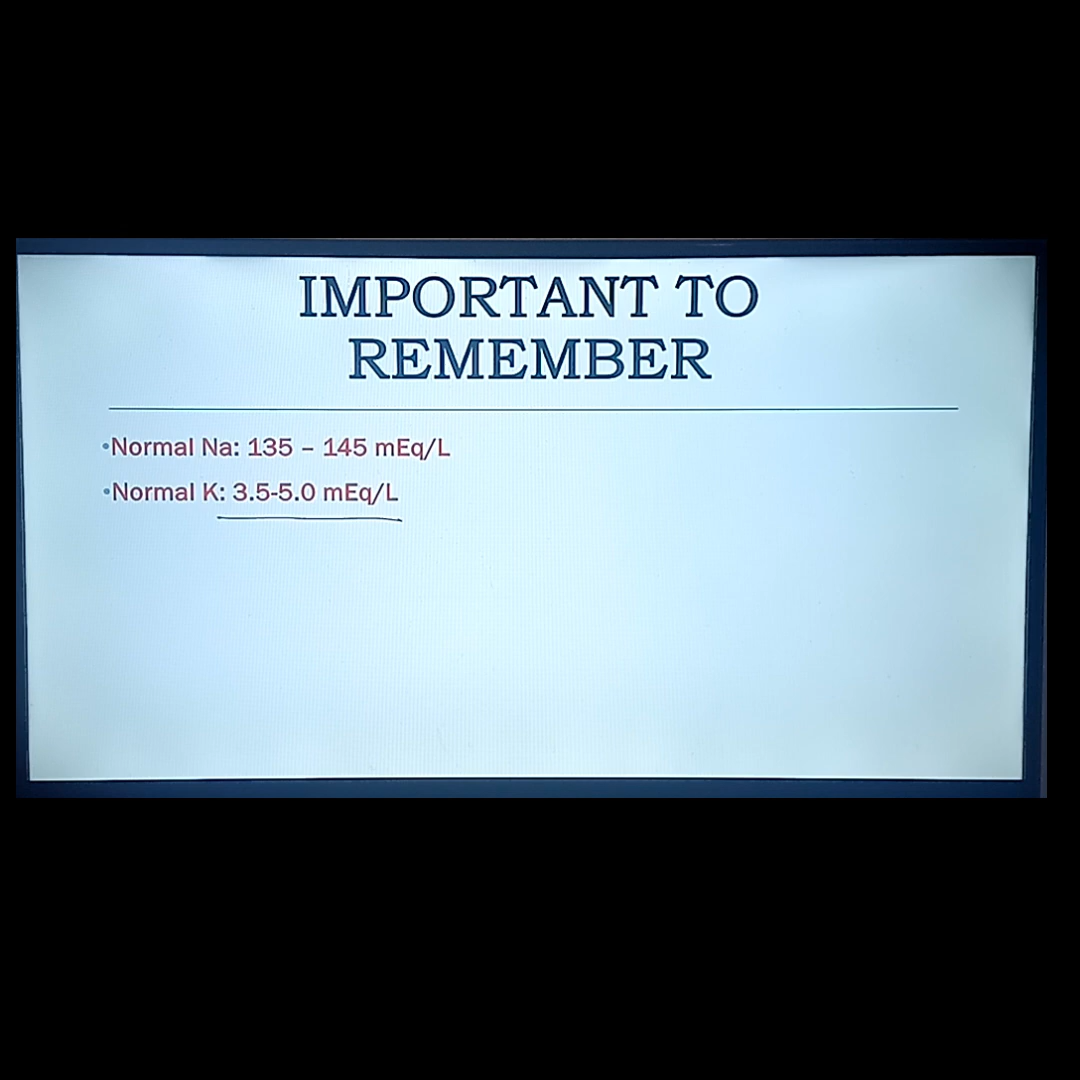 IMPORTANT TO
REMEMBER
•Normal Na: 135 – 145 mEq/L
•Normal K: 3.5-5.0 mEq/L